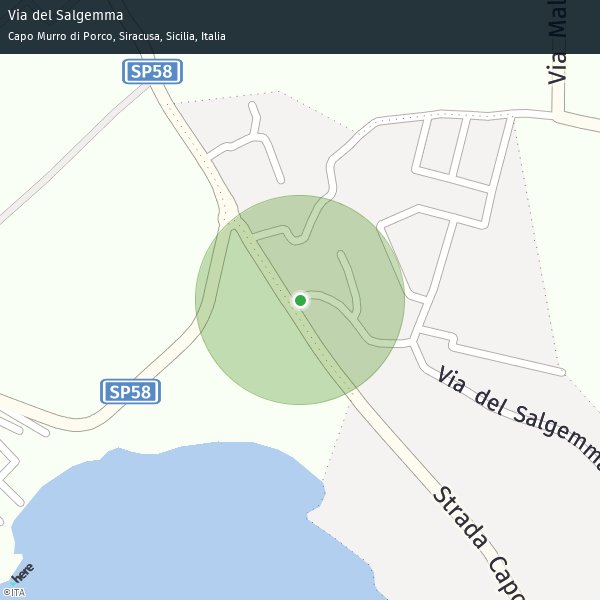 Via del Salgemma
Capo Murro di Porco, Siracusa, Sicilia, Italia
SP58
Via Mal
SP58
Via del Salgemma
Strada Capo
here
©ITA